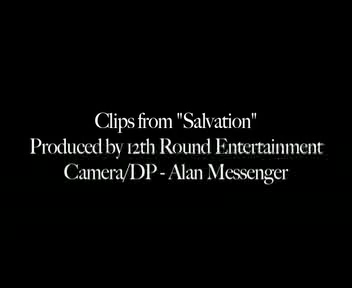 Clips from "Salvation"
Produced by 12th Round Entertainment
Camera/DP - Alan Messenger